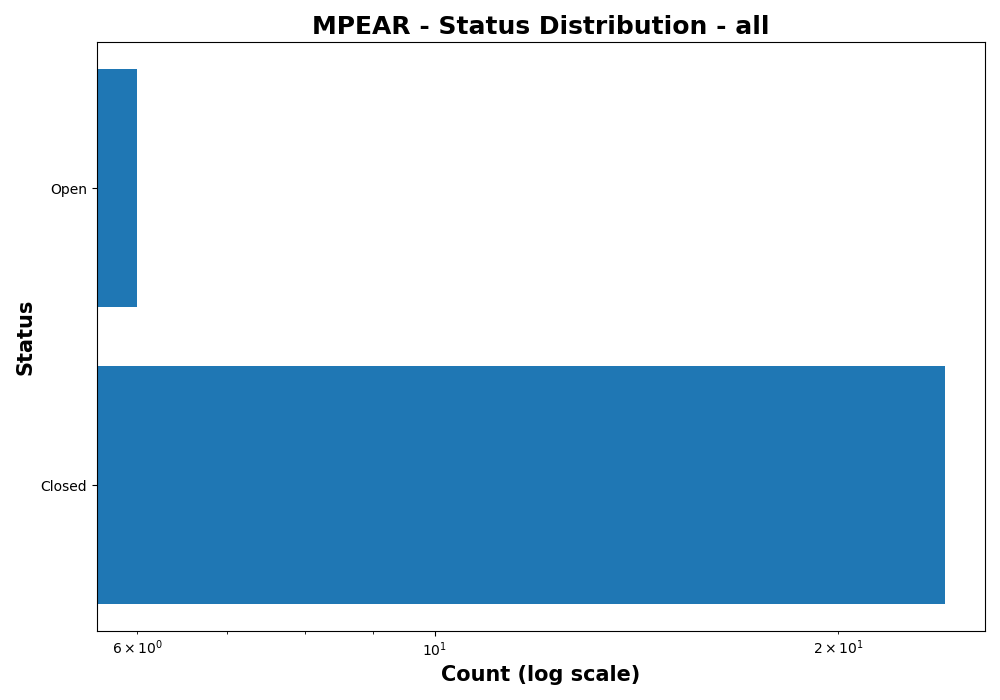 MPEAR - Status Distribution - all
Open
Status
Closed
6 × 10⁰
10¹
2 × 10¹
Count (log scale)